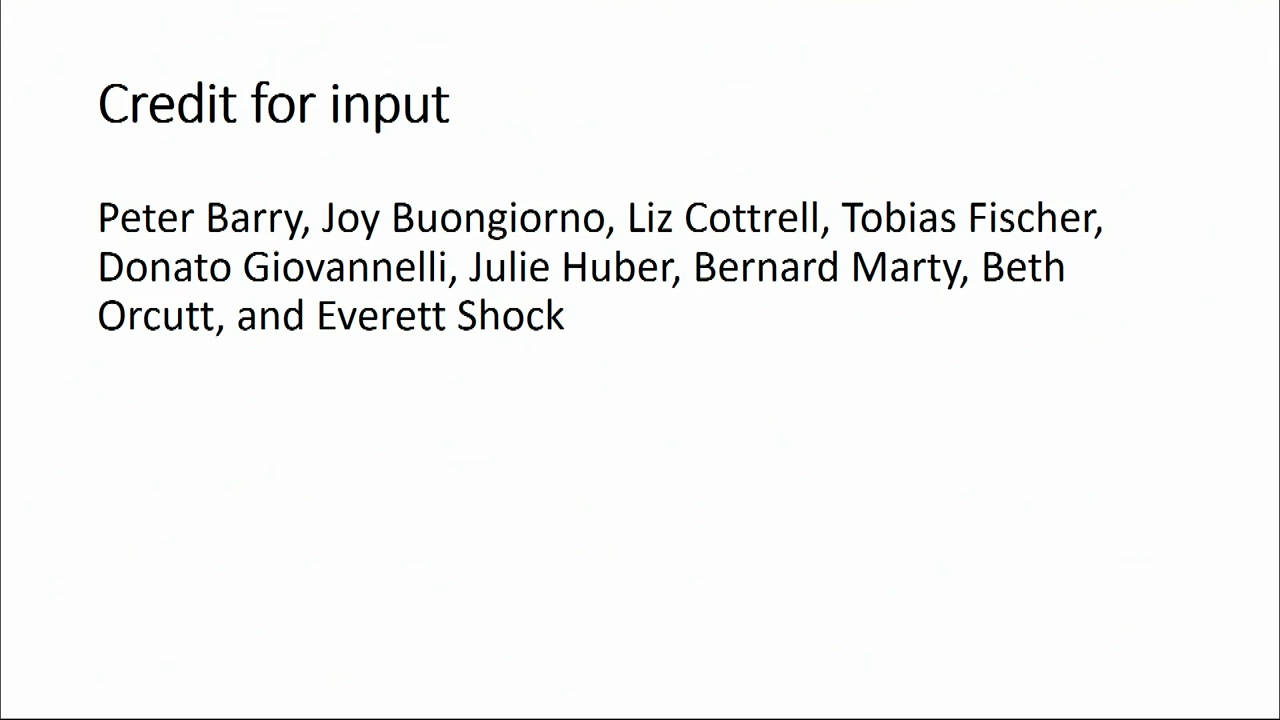 Credit for input
Peter Barry, Joy Buongiorno, Liz Cottrell, Tobias Fischer,
Donato Giovannelli, Julie Huber, Bernard Marty, Beth
Orcutt, and Everett Shock